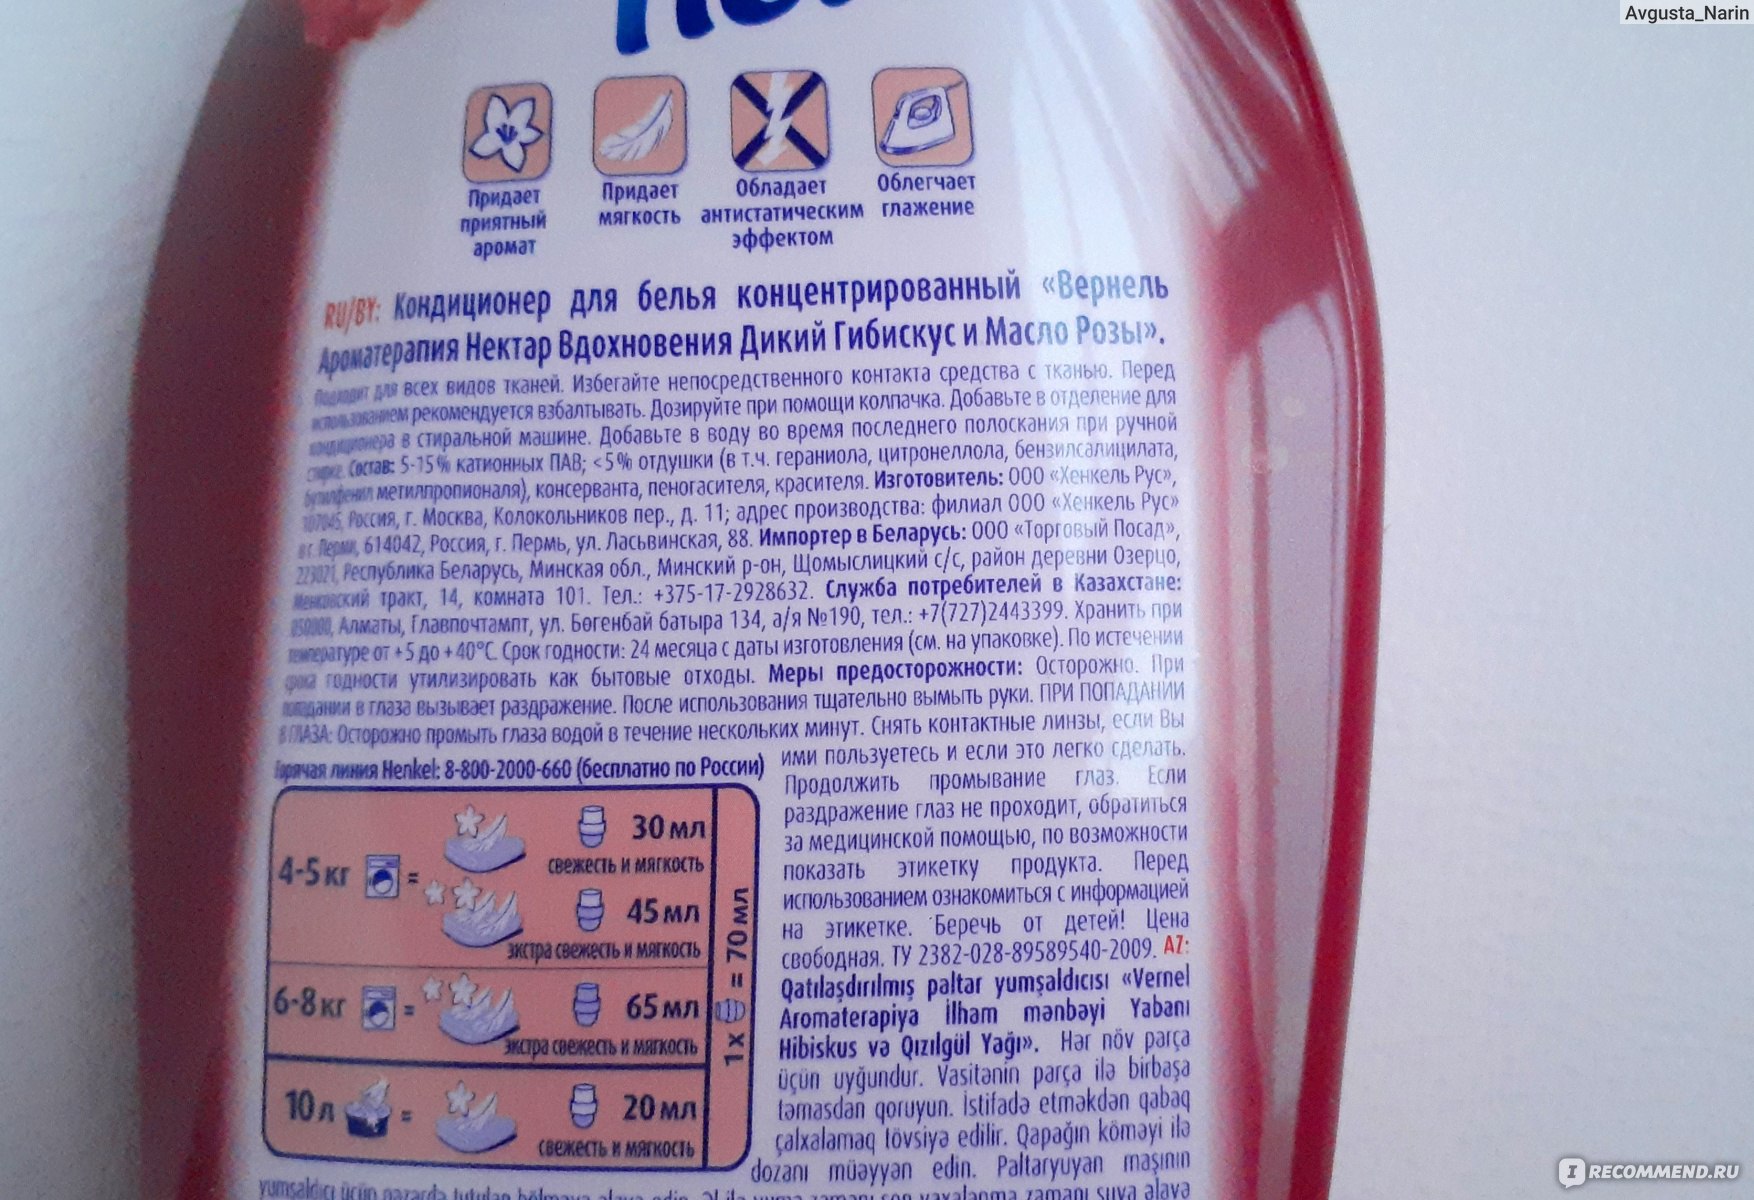 Avgusta_Narin
Придает
приятный
аромат
Придает
мягкость
Обладает
антистатическим
эффектом
Облегчает
глажение
RU/BY: Кондиционер для белья концентрированный «Вернель
Ароматерапия Нектар Вдохновения Дикий Гибискус и Масло Розы».
Подходит для всех видов тканей. Избегайте непосредственного контакта средства с тканью. Перед
использованием рекомендуется взбалтывать. Дозируйте при помощи колпачка. Добавьте в отделение для
кондиционера в стиральной машине. Добавьте в воду во время последнего полоскания при ручной
стирке. Состав: 5-15% катионных ПАВ; <5% отдушки (в т.ч. гераниола, цитронеллола, бензилсалицилата,
бутилфенил метилпропионаля), консерванта, пеногасителя, красителя. Изготовитель: ООО «Хенкель Рус»,
107045, Россия, г. Москва, Колокольников пер., д. 11; адрес производства: филиал ООО «Хенкель Рус»
в г. Перми, 614042, Россия, г. Пермь, ул. Ласьвинская, 88. Импортер в Беларусь: ООО «Торговый Посад»,
223021, Республика Беларусь, Минская обл., Минский р-он, Щомыслицкий с/с, район деревни Озерцо,
Менковский тракт, 14, комната 101. Тел.: +375-17-2928632. Служба потребителей в Казахстане:
050000, Алматы, Главпочтампт, ул. Бөгенбай батыра 134, а/я №190, тел.: +7(727)2443399. Хранить при
температуре от +5 до +40°С. Срок годности: 24 месяца с даты изготовления (см. на упаковке). По истечении
срока годности утилизировать как бытовые отходы. Меры предосторожности: Осторожно. При
попадании в глаза вызывает раздражение. После использования тщательно вымыть руки. ПРИ ПОПАДАНИИ
В ГЛАЗА: Осторожно промыть глаза водой в течение нескольких минут. Снять контактные линзы, если Вы
ими пользуетесь и если это легко сделать.
Продолжить промывание глаз. Если
раздражение глаз не проходит, обратиться
за медицинской помощью, по возможности
показать этикетку продукта. Перед
использованием ознакомиться с информацией
на этикетке. Беречь от детей! Цена
свободная. ТУ 2382-028-89589540-2009. AZ:
Qatılaşdırılmış paltar yumşaldıcısı «Vernel
Aromaterapiya İlham mənbəyi Yabanı
Hibiskus və Qızılgül Yağı». Hər növ parça
üçün uyğundur. Vasitənin parça ilə birbaşa
təmasdan qoruyun. İstifadə etməkdən qabaq
çalxalamaq tövsiyə edilir. Qapağın köməyi ilə
dozanı müəyyən edin. Paltaryuyan maşının
Горячая линия Henkel: 8-800-2000-660 (бесплатно по России)
4-5 кг =
30 мл
свежесть и мягкость
45 мл
экстра свежесть и мягкость
6-8 кг =
65 мл
экстра свежесть и мягкость
10 л =
20 мл
свежесть и мягкость
1 x = 70 мл
IRECOMMEND.RU